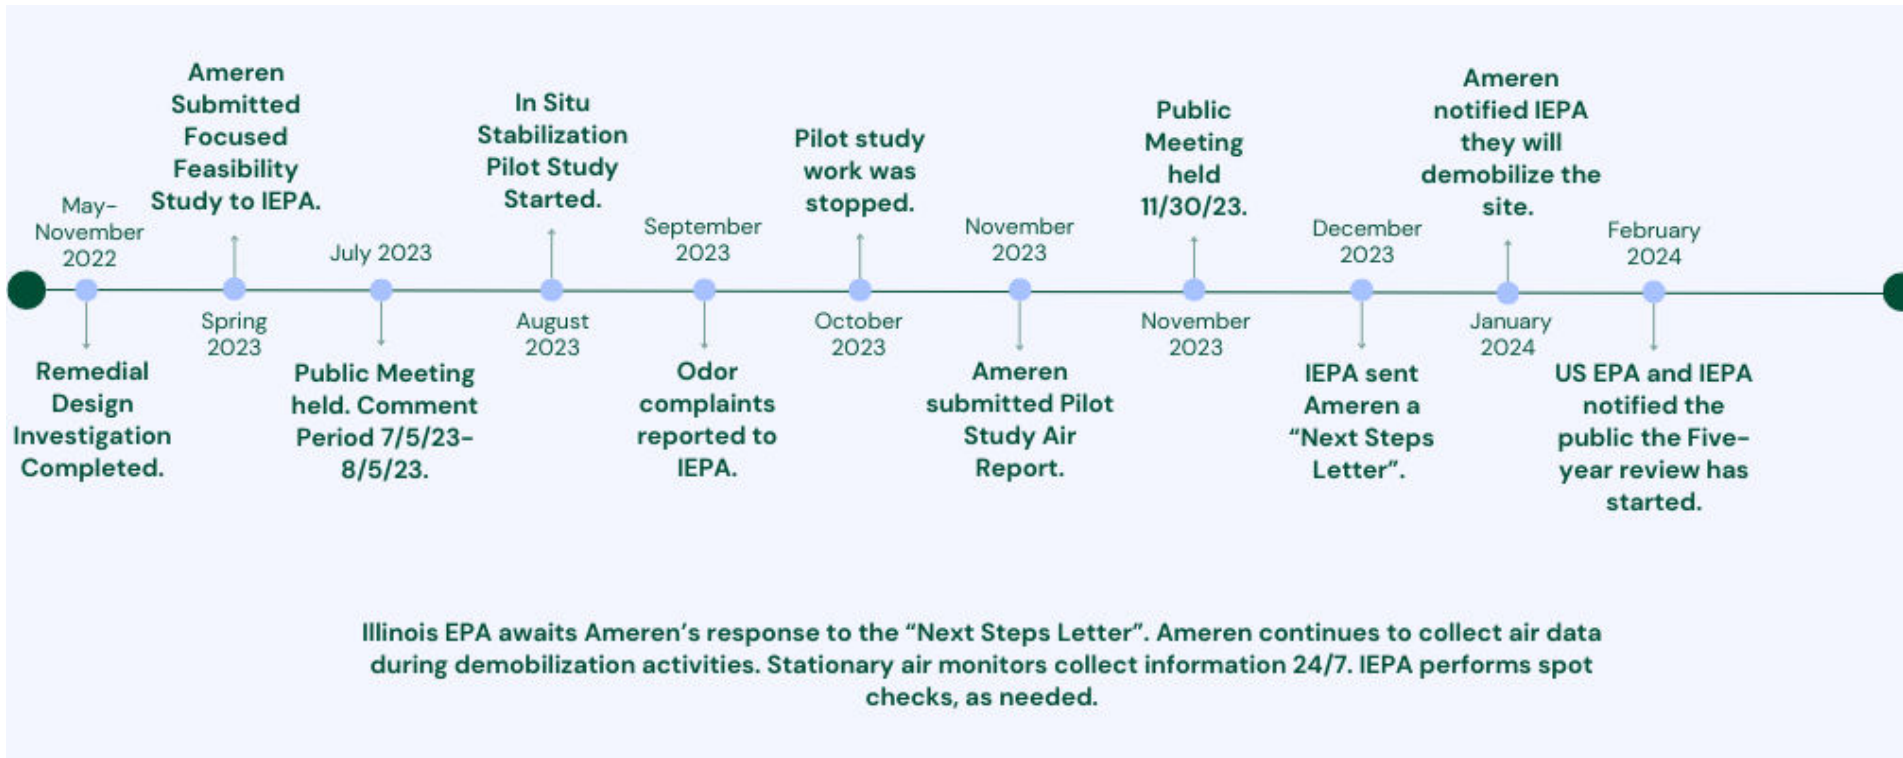 May-
November
2022
Remedial
Design
Investigation
Completed.
Ameren
Submitted
Focused
Feasibility
Study to IEPA.
Spring
2023
July 2023
Public Meeting
held. Comment
Period 7/5/23-
8/5/23.
In Situ
Stabilization
Pilot Study
Started.
August
2023
September
2023
Odor
complaints
reported to
IEPA.
Pilot study
work was
stopped.
October
2023
November
2023
Ameren
submitted Pilot
Study Air
Report.
Public
Meeting
held
11/30/23.
November
2023
December
2023
IEPA sent
Ameren a
“Next Steps
Letter”.
Ameren
notified IEPA
they will
demobilize the
site.
January
2024
February
2024
US EPA and IEPA
notified the
public the Five-
year review has
started.
Illinois EPA awaits Ameren’s response to the “Next Steps Letter”. Ameren continues to collect air data
during demobilization activities. Stationary air monitors collect information 24/7. IEPA performs spot
checks, as needed.